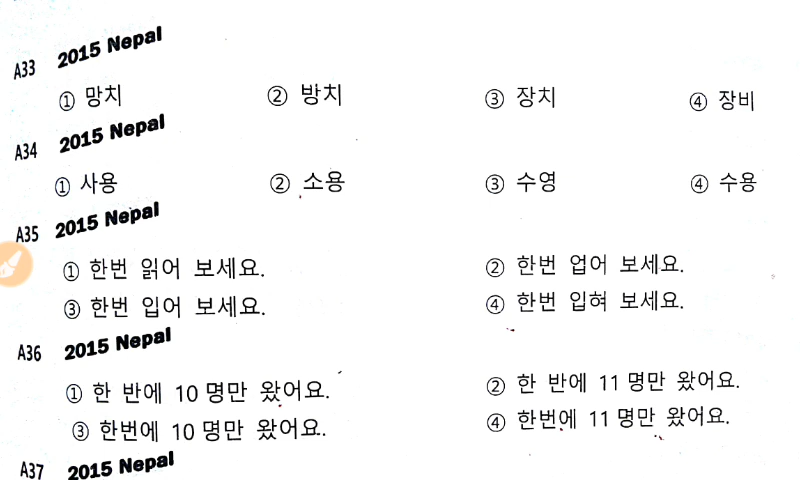 A33 2015 Nepal
① 망치 ② 방치 ③ 장치 ④ 장비
A34 2015 Nepal
① 사용 ② 소용 ③ 수영 ④ 수용
A35 2015 Nepal
① 한번 읽어 보세요. ② 한번 업어 보세요.
③ 한번 입어 보세요. ④ 한번 입혀 보세요.
A36 2015 Nepal
① 한 반에 10 명만 왔어요. ② 한 반에 11 명만 왔어요.
③ 한번에 10 명만 왔어요. ④ 한번에 11 명만 왔어요.
A37 2015 Nepal